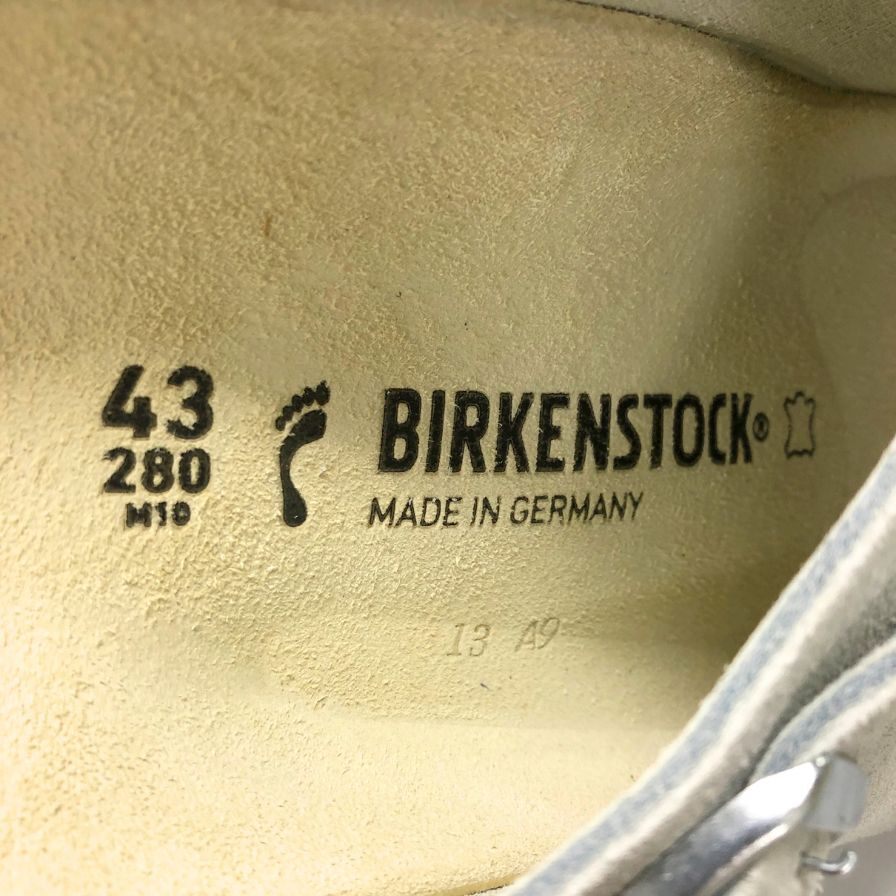 43
280
M10
BIRKENSTOCK®
MADE IN GERMANY
13 A9